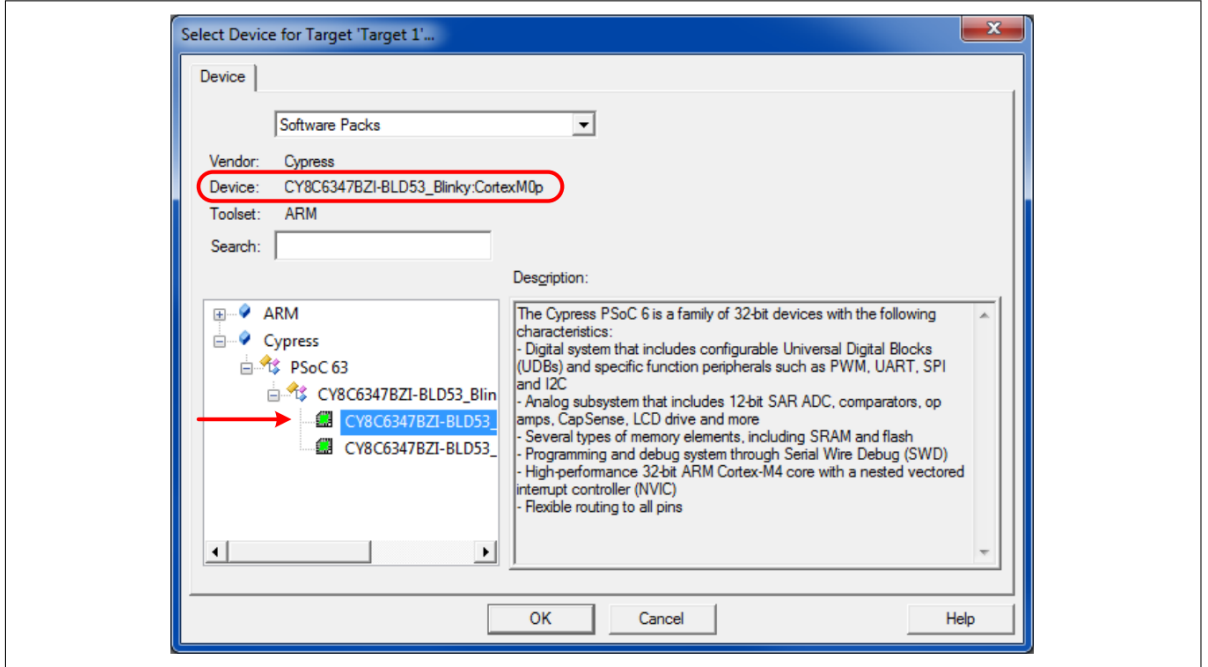 Select Device for Target 'Target 1'...
Device
Software Packs
Vendor: Cypress
Device: CY8C6347BZI-BLD53_Blinky:CortexM0p
Toolset: ARM
Search:
Description:
ARM
Cypress
PSoC 63
CY8C6347BZI-BLD53_Blin
CY8C6347BZI-BLD53_
CY8C6347BZI-BLD53_
The Cypress PSoC 6 is a family of 32-bit devices with the following
characteristics:
- Digital system that includes configurable Universal Digital Blocks
(UDBs) and specific function peripherals such as PWM, UART, SPI
and I2C
- Analog subsystem that includes 12-bit SAR ADC, comparators, op
amps, CapSense, LCD drive and more
- Several types of memory elements, including SRAM and flash
- Programming and debug system through Serial Wire Debug (SWD)
- High-performance 32-bit ARM Cortex-M4 core with a nested vectored
interrupt controller (NVIC)
- Flexible routing to all pins
OK
Cancel
Help